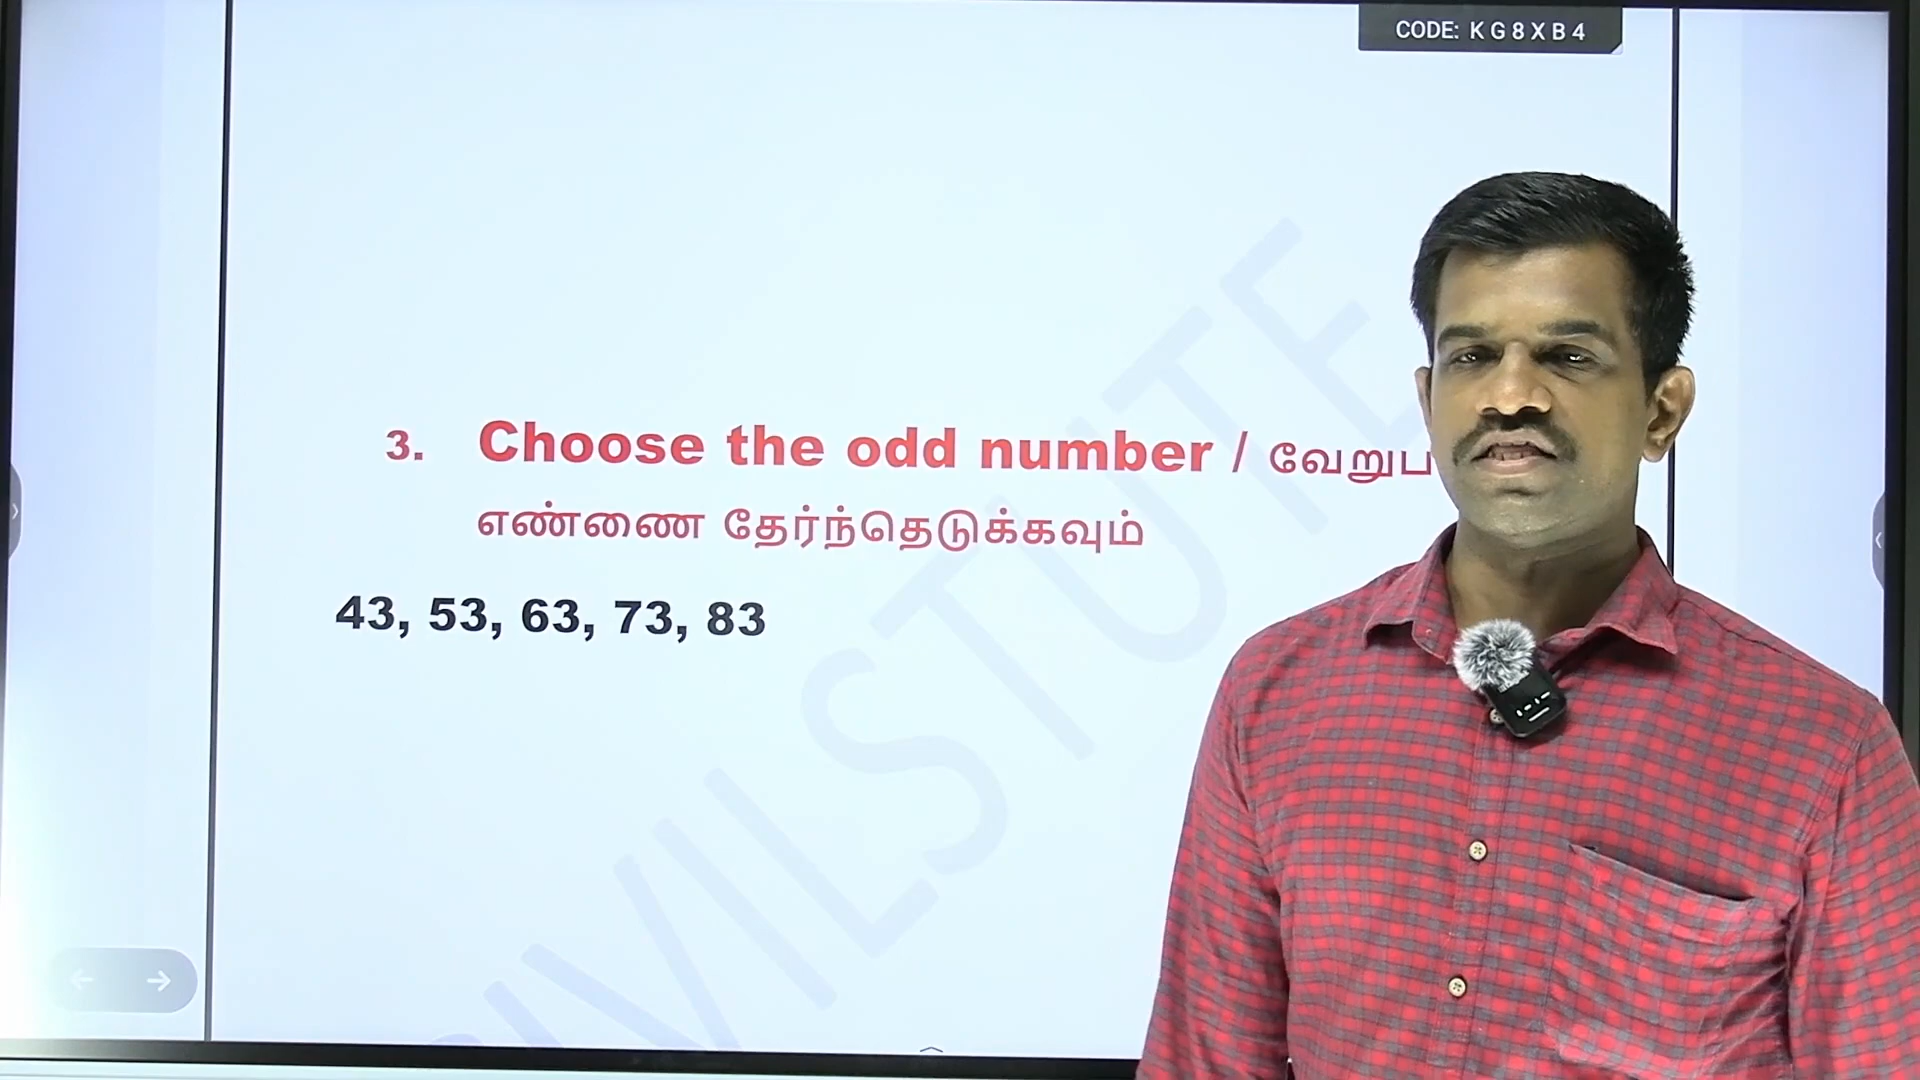 CODE: KG8XB4
3. Choose the odd number /
எண்ணை தேர்ந்தெடுக்கவும்
43, 53, 63, 73, 83